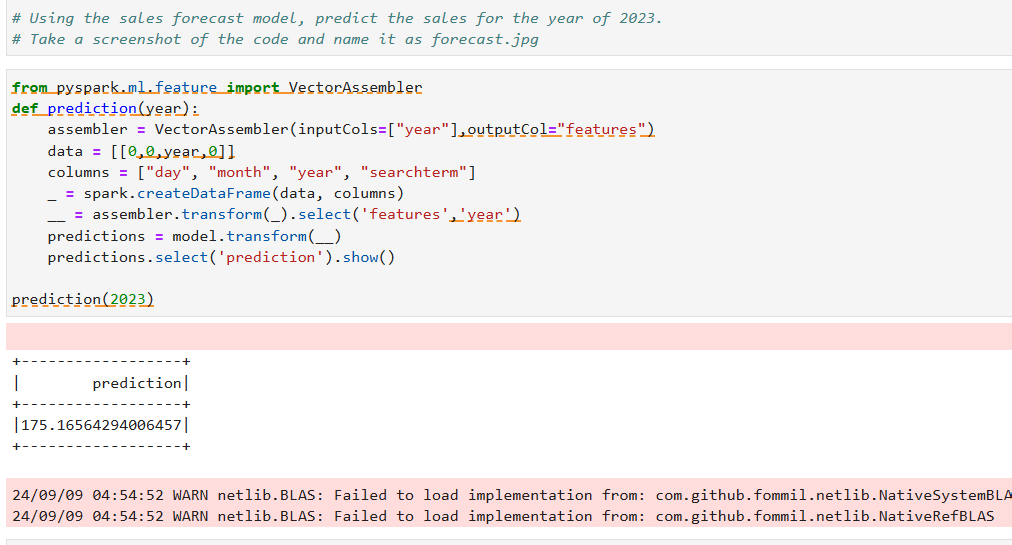 # Using the sales forecast model, predict the sales for the year of 2023.
# Take a screenshot of the code and name it as forecast.jpg
from pyspark.ml.feature import VectorAssembler
def prediction(year):
    assembler = VectorAssembler(inputCols=["year"],outputCol="features")
    data = [[0,0,year,0]]
    columns = ["day", "month", "year", "searchterm"]
    _ = spark.createDataFrame(data, columns)
    __ = assembler.transform(_).select('features','year')
    predictions = model.transform(__)
    predictions.select('prediction').show()
prediction(2023)
+------------------+
|        prediction|
+------------------+
|175.16564294006457|
+------------------+
24/09/09 04:54:52 WARN netlib.BLAS: Failed to load implementation from: com.github.fommil.netlib.NativeSystemBLA
24/09/09 04:54:52 WARN netlib.BLAS: Failed to load implementation from: com.github.fommil.netlib.NativeRefBLAS